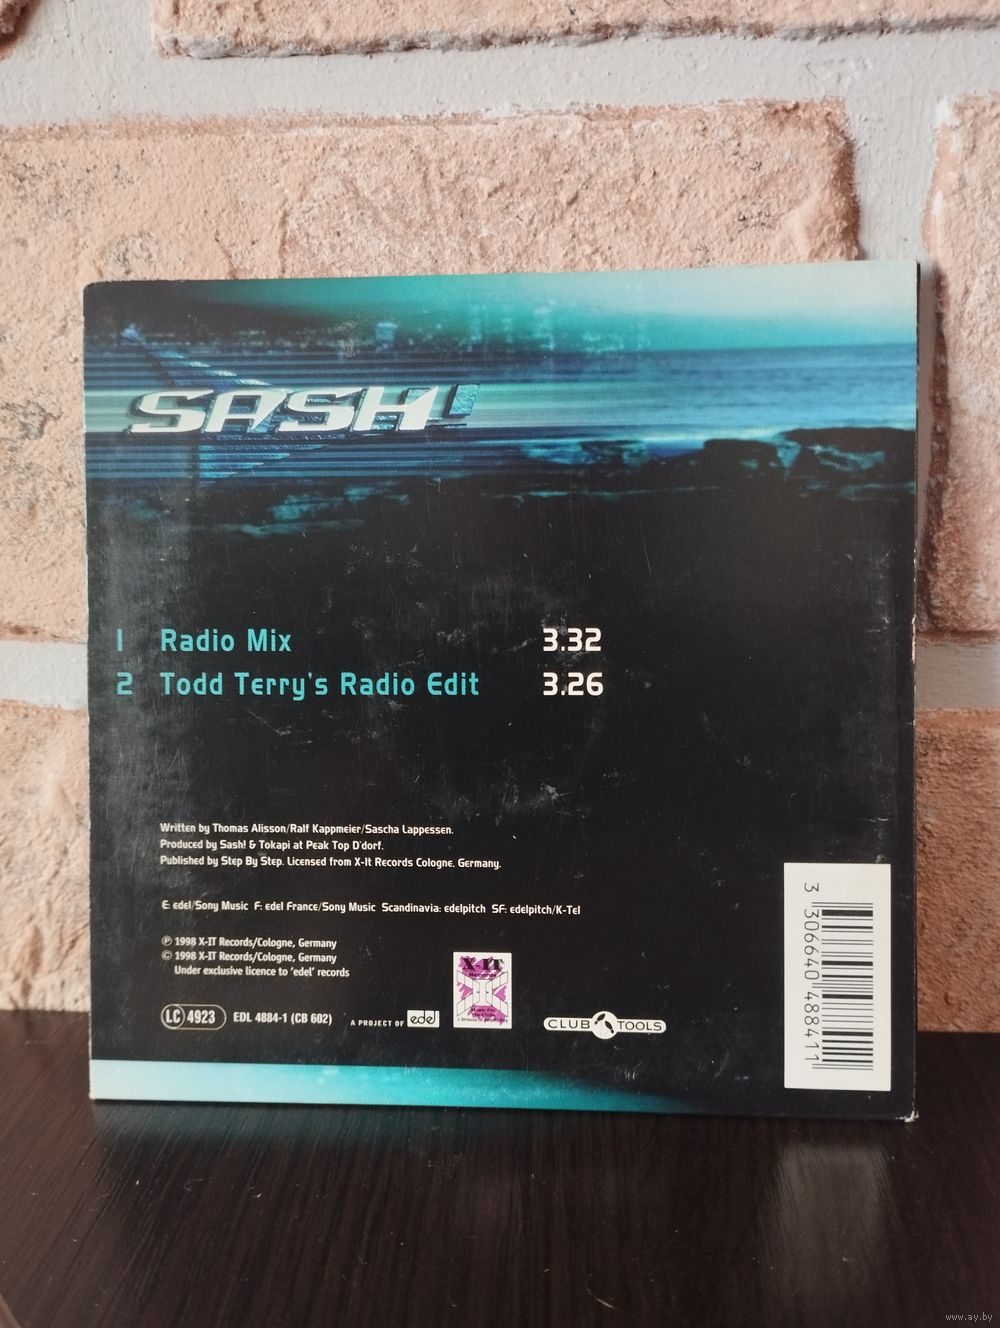 SASH!
1 Radio Mix 3.32
2 Todd Terry's Radio Edit 3.26
Written by Thomas Alisson/Ralf Kappmeier/Sascha Lappessen.
Produced by Sash! & Tokapi at Peak Top D'dorf.
Published by Step By Step. Licensed from X-It Records Cologne. Germany.
E: edel/Sony Music F: edel France/Sony Music Scandinavia: edelpitch SF: edelpitch/K-Tel
℗ 1998 X-IT Records/Cologne, Germany
© 1998 X-IT Records/Cologne, Germany
Under exclusive licence to 'edel' records
LC 4923 EDL 4884-1 (CB 602) A PROJECT OF edel
X-IT
Records
CLUB TOOLS
3 306640 488411
www.ay.by